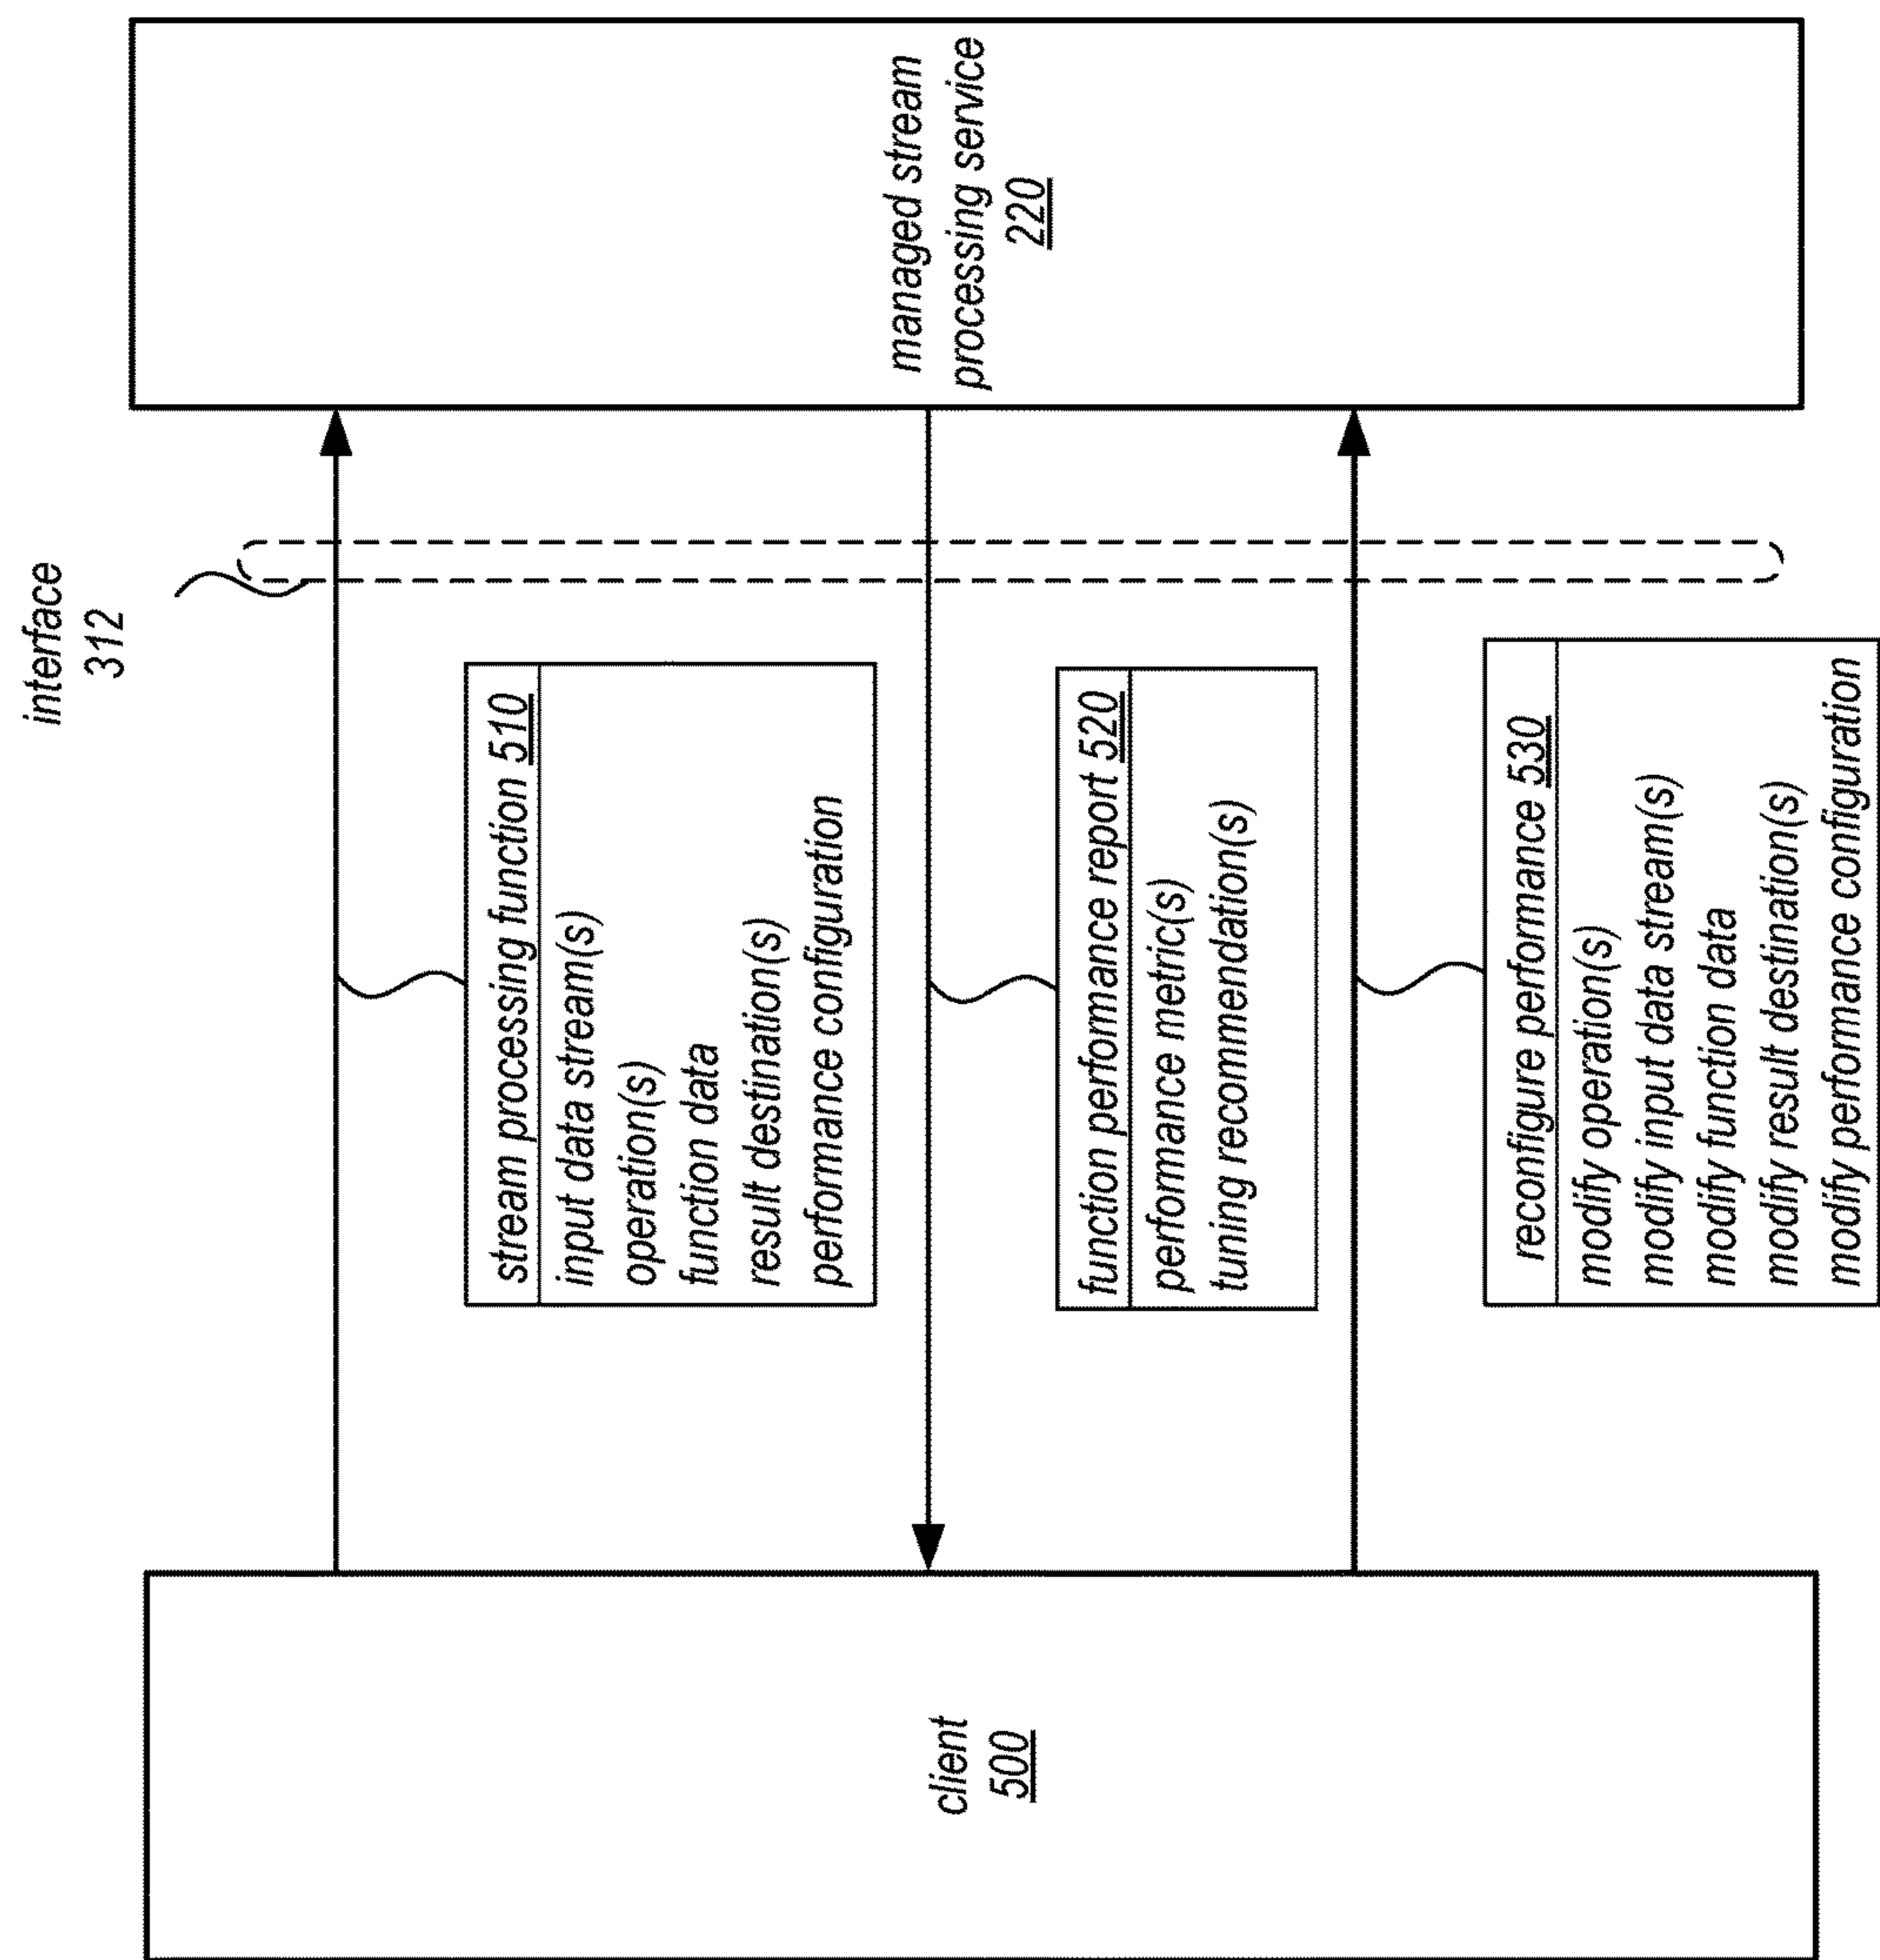 interface
312
client
500
stream processing function 510
input data stream(s)
operation(s)
function data
result destination(s)
performance configuration
function performance report 520
performance metric(s)
tuning recommendation(s)
reconfigure performance 530
modify operation(s)
modify input data stream(s)
modify function data
modify result destination(s)
modify performance configuration
managed stream
processing service
220